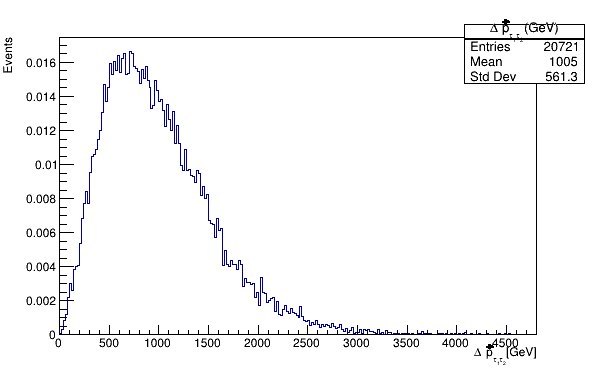 Δ p⃗ τ₁τ₂ (GeV)
Entries 20721
Mean 1005
Std Dev 561.3
Events
0.016
0.014
0.012
0.01
0.008
0.006
0.004
0.002
0
0 500 1000 1500 2000 2500 3000 3500 4000 4500
Δ p⃗ τ₁τ₂ [GeV]